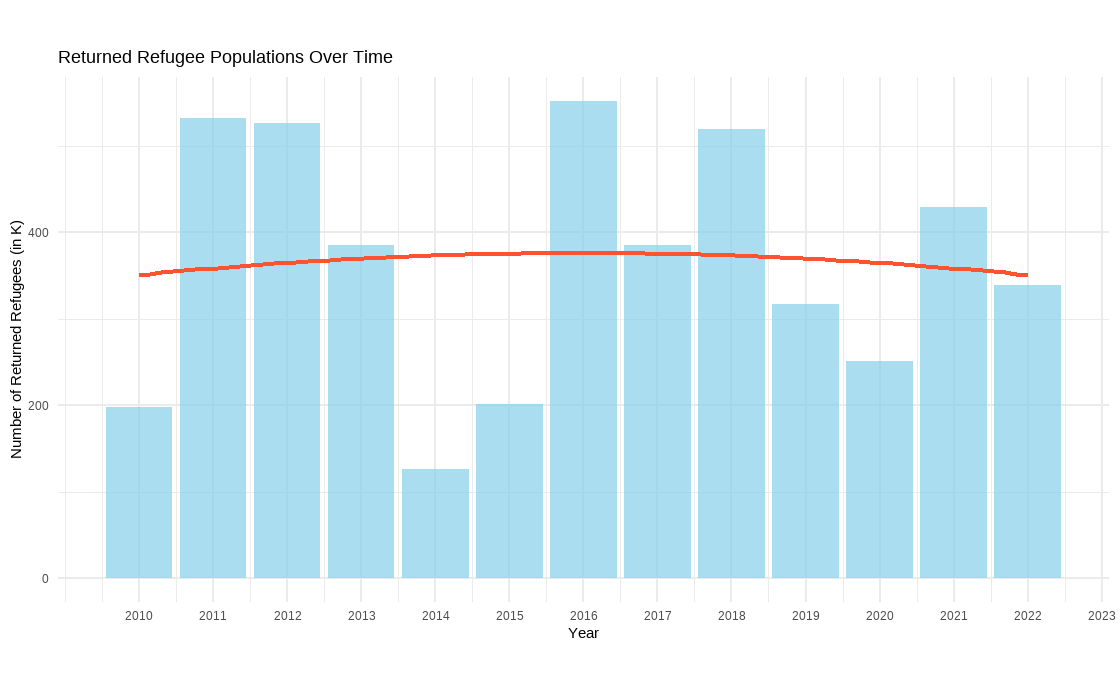 Returned Refugee Populations Over Time
Number of Returned Refugees (in K)
400
200
0
2010 2011 2012 2013 2014 2015 2016 2017 2018 2019 2020 2021 2022 2023
Year